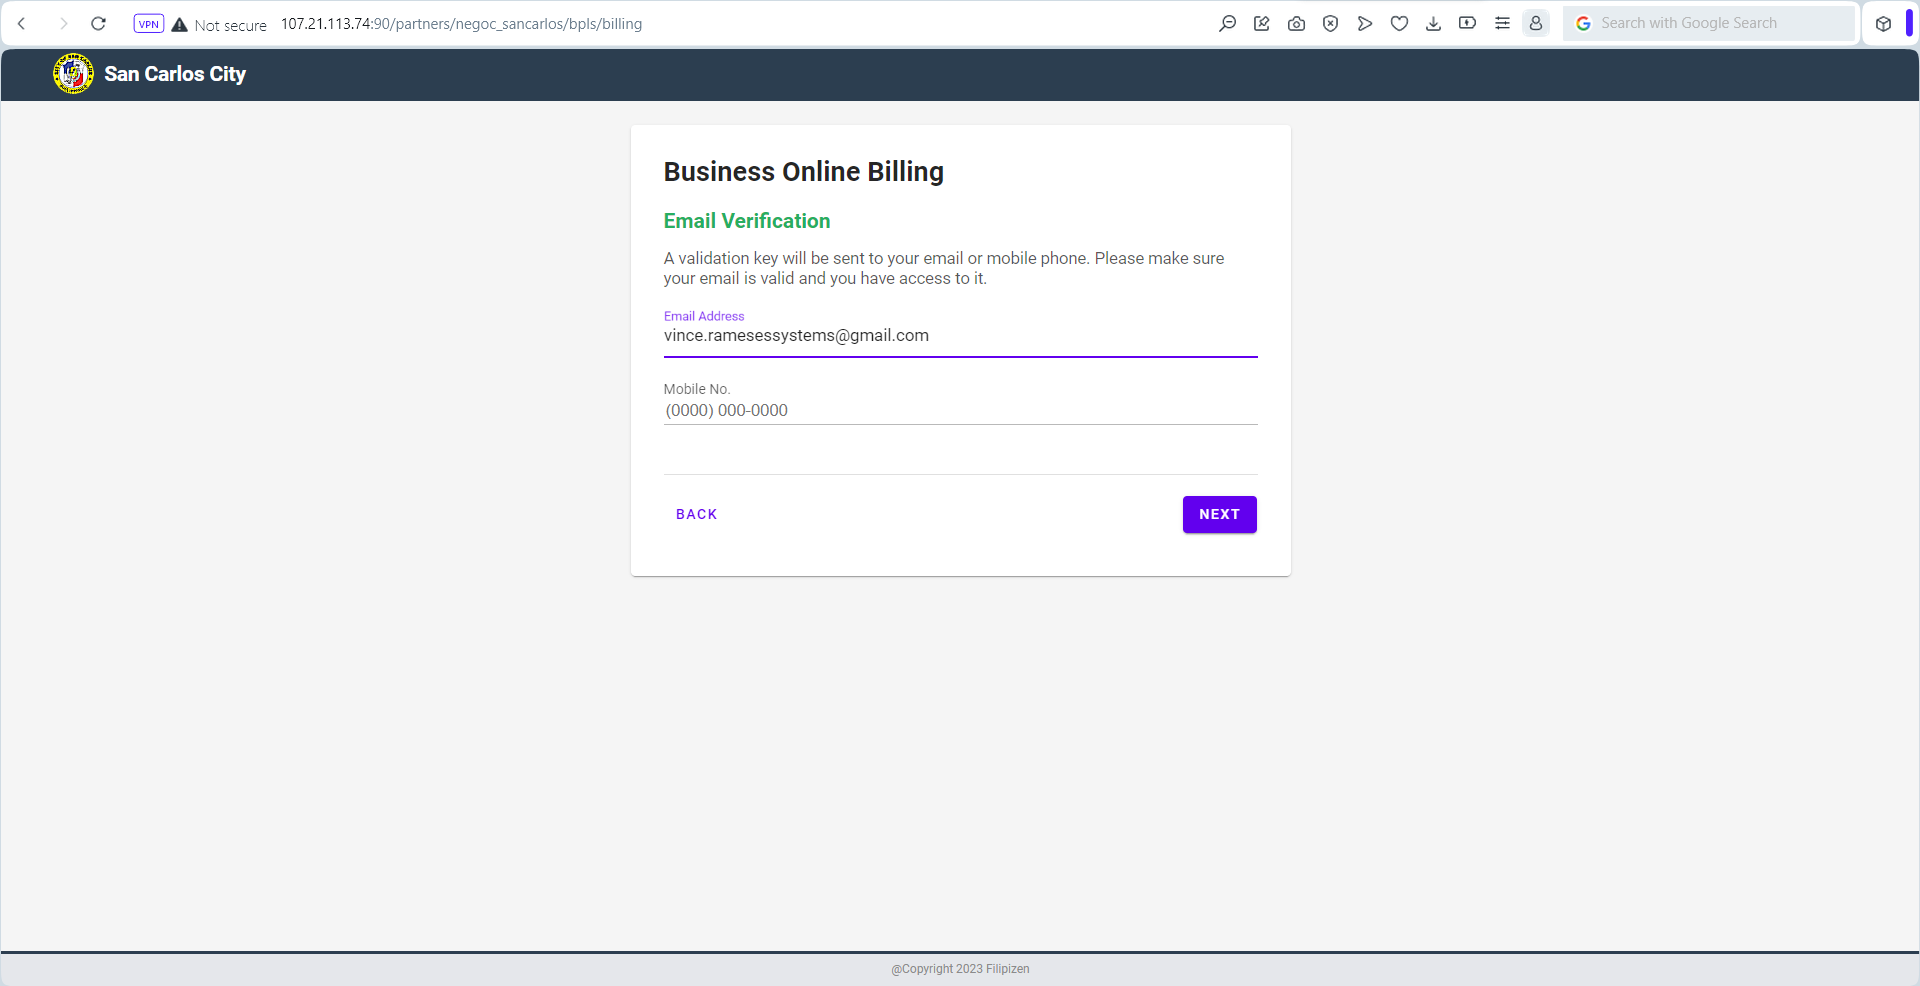 VPN
Not secure
107.21.113.74:90/partners/negoc_sancarlos/bpls/billing
Search with Google Search
San Carlos City
Business Online Billing
Email Verification
A validation key will be sent to your email or mobile phone. Please make sure
your email is valid and you have access to it.
Email Address
vince.ramesessystems@gmail.com
Mobile No.
(0000) 000-0000
BACK
NEXT
@Copyright 2023 Filipizen